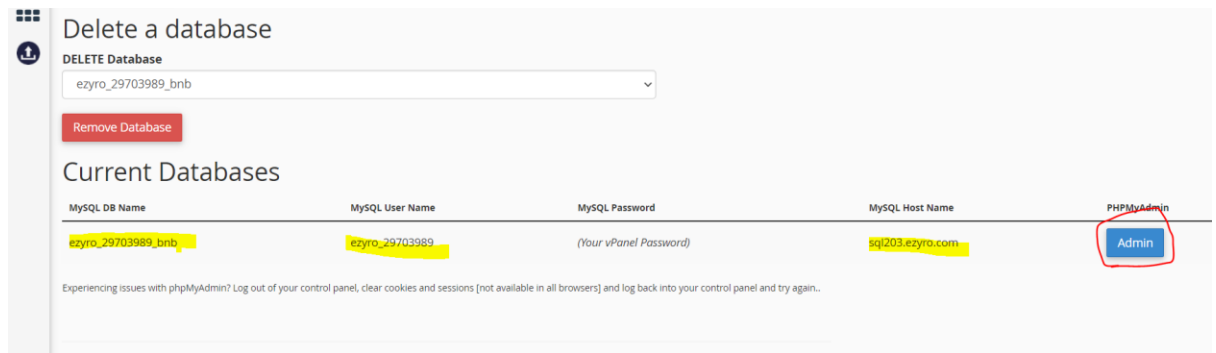 Delete a database
DELETE Database
ezyro_29703989_bnb
Remove Database
Current Databases
MySQL DB Name MySQL User Name MySQL Password MySQL Host Name PHPMyAdmin
ezyro_29703989_bnb ezyro_29703989 (Your vPanel Password) sql203.ezyro.com Admin
Experiencing issues with phpMyAdmin? Log out of your control panel, clear cookies and sessions [not available in all browsers] and log back into your control panel and try again..